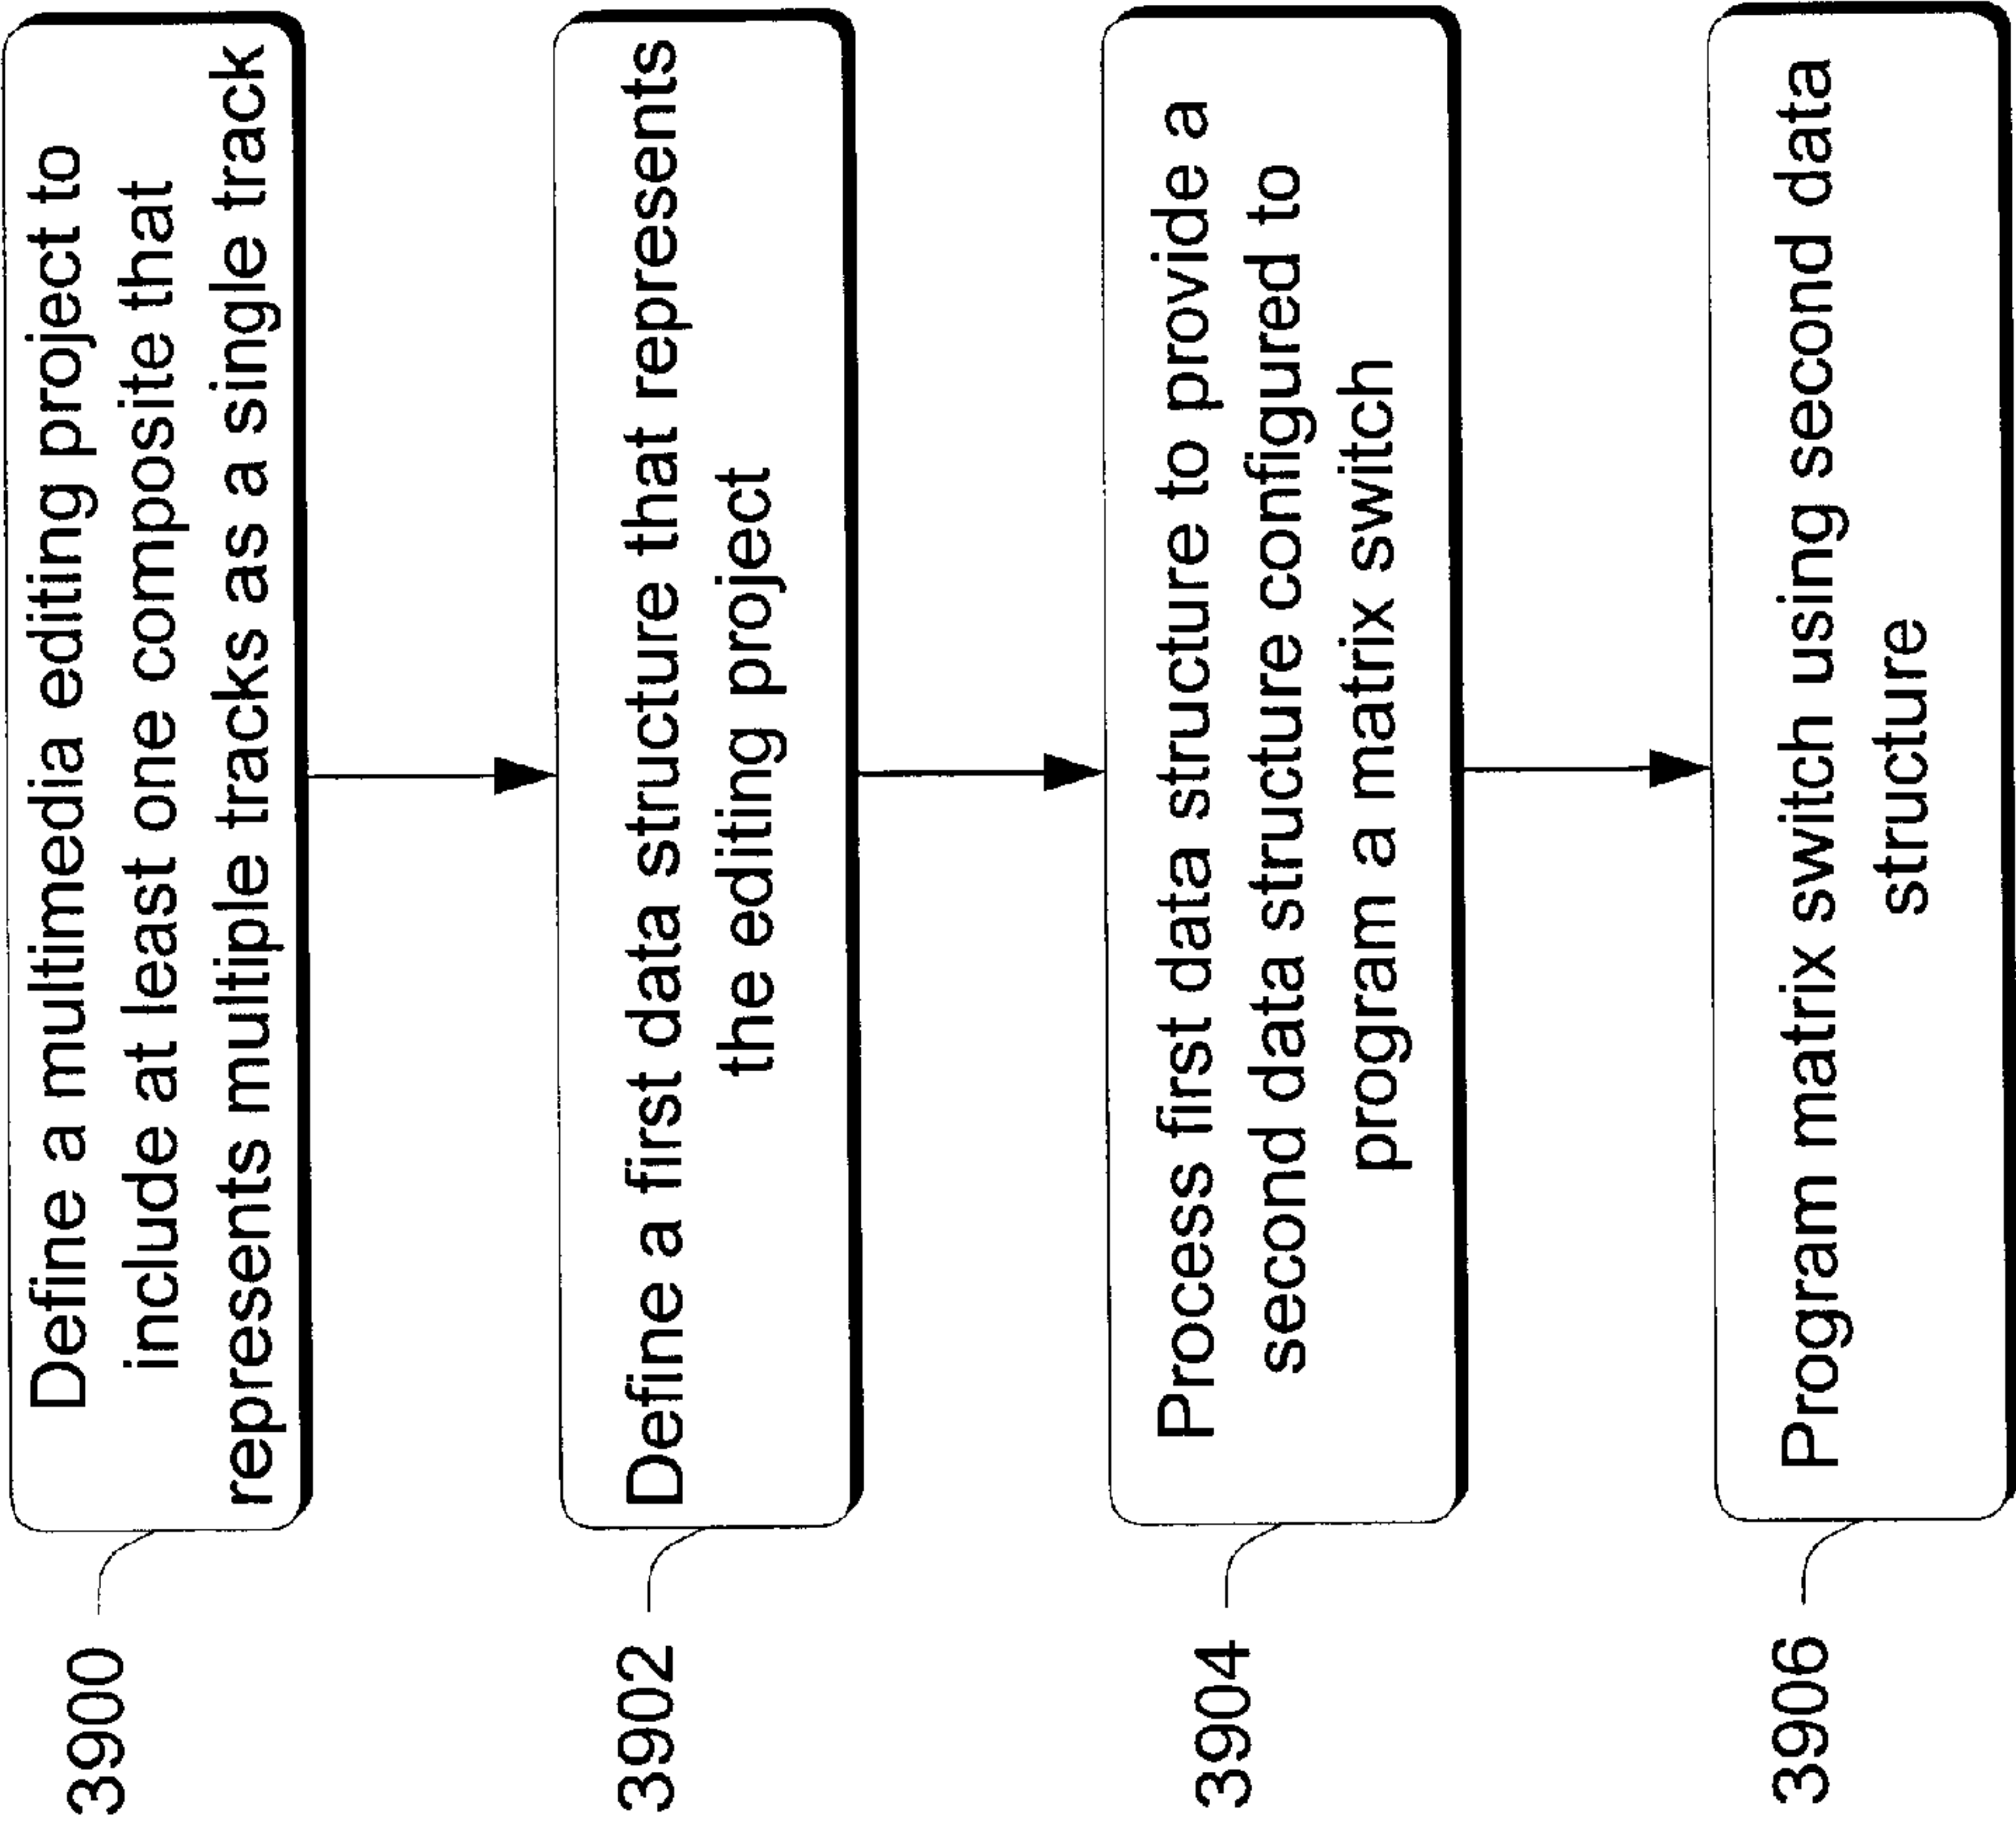 3900
Define a multimedia editing project to
include at least one composite that
represents multiple tracks as a single track
3902
Define a first data structure that represents
the editing project
3904
Process first data structure to provide a
second data structure configured to
program a matrix switch
3906
Program matrix switch using second data
structure